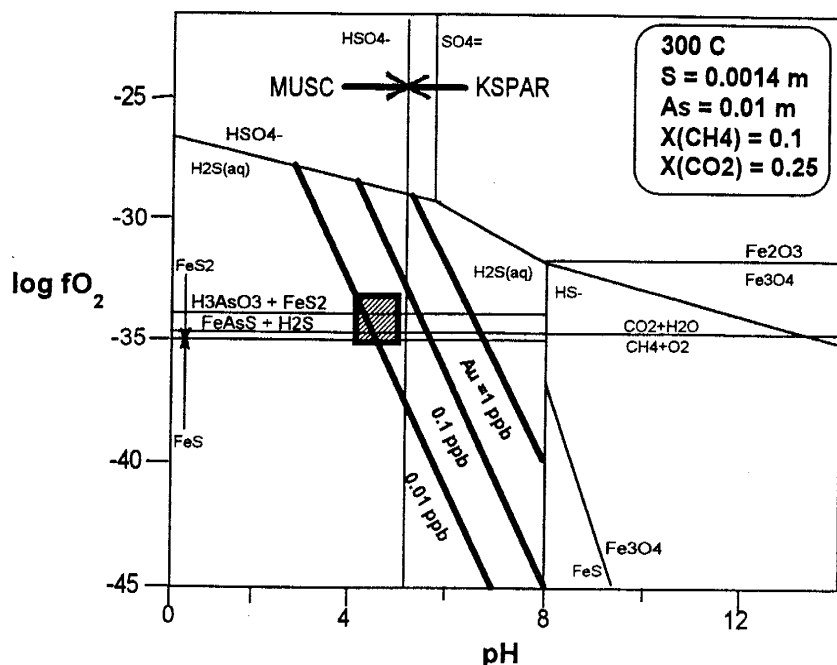 HSO4-
SO4=
MUSC
KSPAR
300 C
S = 0.0014 m
As = 0.01 m
X(CH4) = 0.1
X(CO2) = 0.25
-25
HSO4-
H2S(aq)
-30
log fO2
FeS2
H2S(aq)
HS-
Fe2O3
Fe3O4
H3AsO3 + FeS2
FeAsS + H2S
CO2+H2O
CH4+O2
-35
FeS
Au =1 ppb
0.1 ppb
0.01 ppb
-40
Fe3O4
FeS
-45
0
4
8
12
pH